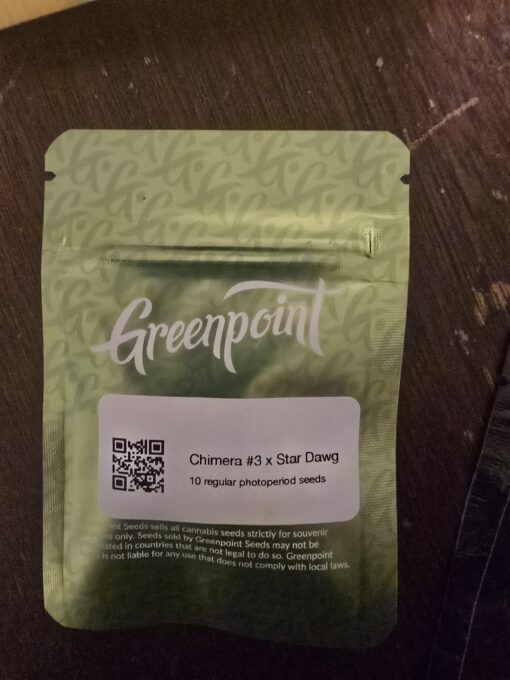 Greenpoint
Chimera #3 x Star Dawg
10 regular photoperiod seeds
nt Seeds sells all cannabis seeds strictly for souvenir
s only. Seeds sold by Greenpoint Seeds may not be
nated in countries that are not legal to do so. Greenpoint
is not liable for any use that does not comply with local laws.